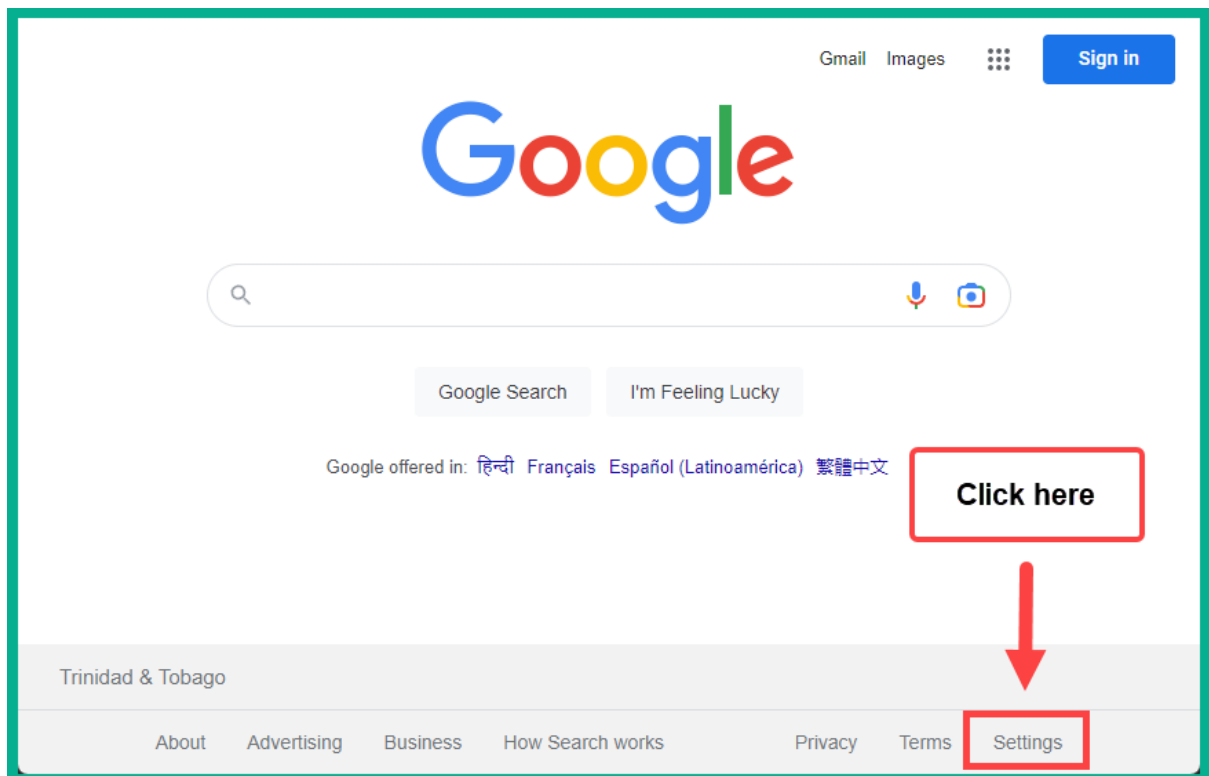 Gmail Images Sign in
Google
Google Search I'm Feeling Lucky
Google offered in: हिन्दी Français Español (Latinoamérica) 繁體中文
Click here
Trinidad & Tobago
About Advertising Business How Search works Privacy Terms Settings